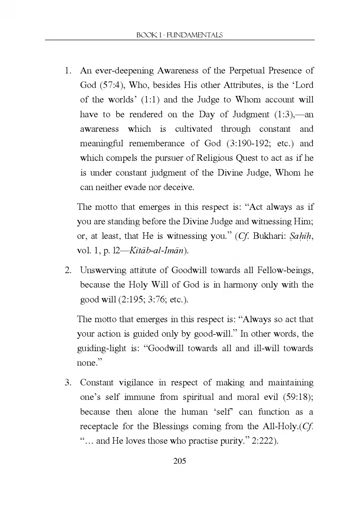 BOOK 1 - FUNDAMENTALS
1. An ever-deepening Awareness of the Perpetual Presence of
God (57:4), Who, besides His other Attributes, is the ‘Lord
of the worlds’ (1:1) and the Judge to Whom account will
have to be rendered on the Day of Judgment (1:3),—an
awareness which is cultivated through constant and
meaningful rememberance of God (3:190-192; etc.) and
which compels the pursuer of Religious Quest to act as if he
is under constant judgment of the Divine Judge, Whom he
can neither evade nor deceive.
The motto that emerges in this respect is: “Act always as if
you are standing before the Divine Judge and witnessing Him;
or, at least, that He is witnessing you.” (Cf. Bukhari: Ṣaḥīḥ,
vol. 1, p. 12—Kitāb-al-Imān).
2. Unswerving attitute of Goodwill towards all Fellow-beings,
because the Holy Will of God is in harmony only with the
good will (2:195; 3:76; etc.).
The motto that emerges in this respect is: “Always so act that
your action is guided only by good-will.” In other words, the
guiding-light is: “Goodwill towards all and ill-will towards
none.”
3. Constant vigilance in respect of making and maintaining
one’s self immune from spiritual and moral evil (59:18);
because then alone the human ‘self’ can function as a
receptacle for the Blessings coming from the All-Holy.(Cf.
“… and He loves those who practise purity.” 2:222).
205